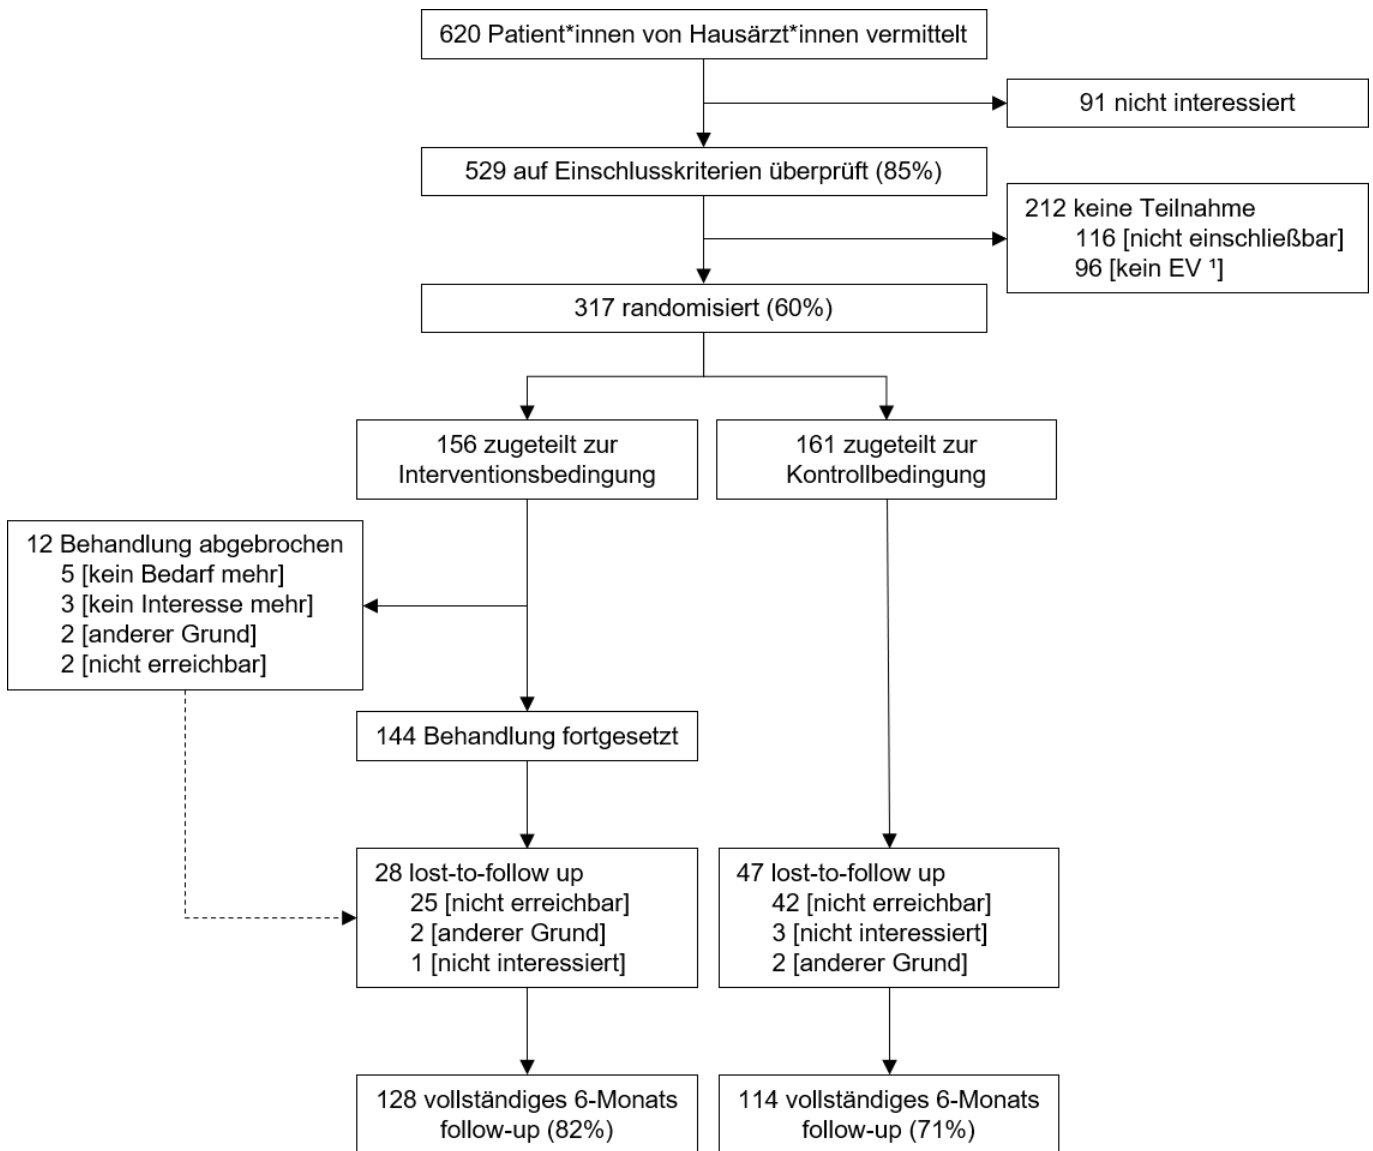 620 Patient*innen von Hausärzt*innen vermittelt
91 nicht interessiert
529 auf Einschlusskriterien überprüft (85%)
212 keine Teilnahme
116 [nicht einschließbar]
96 [kein EV ¹]
317 randomisiert (60%)
156 zugeteilt zur
Interventionsbedingung
161 zugeteilt zur
Kontrollbedingung
12 Behandlung abgebrochen
5 [kein Bedarf mehr]
3 [kein Interesse mehr]
2 [anderer Grund]
2 [nicht erreichbar]
144 Behandlung fortgesetzt
28 lost-to-follow up
25 [nicht erreichbar]
2 [anderer Grund]
1 [nicht interessiert]
47 lost-to-follow up
42 [nicht erreichbar]
3 [nicht interessiert]
2 [anderer Grund]
128 vollständiges 6-Monats
follow-up (82%)
114 vollständiges 6-Monats
follow-up (71%)